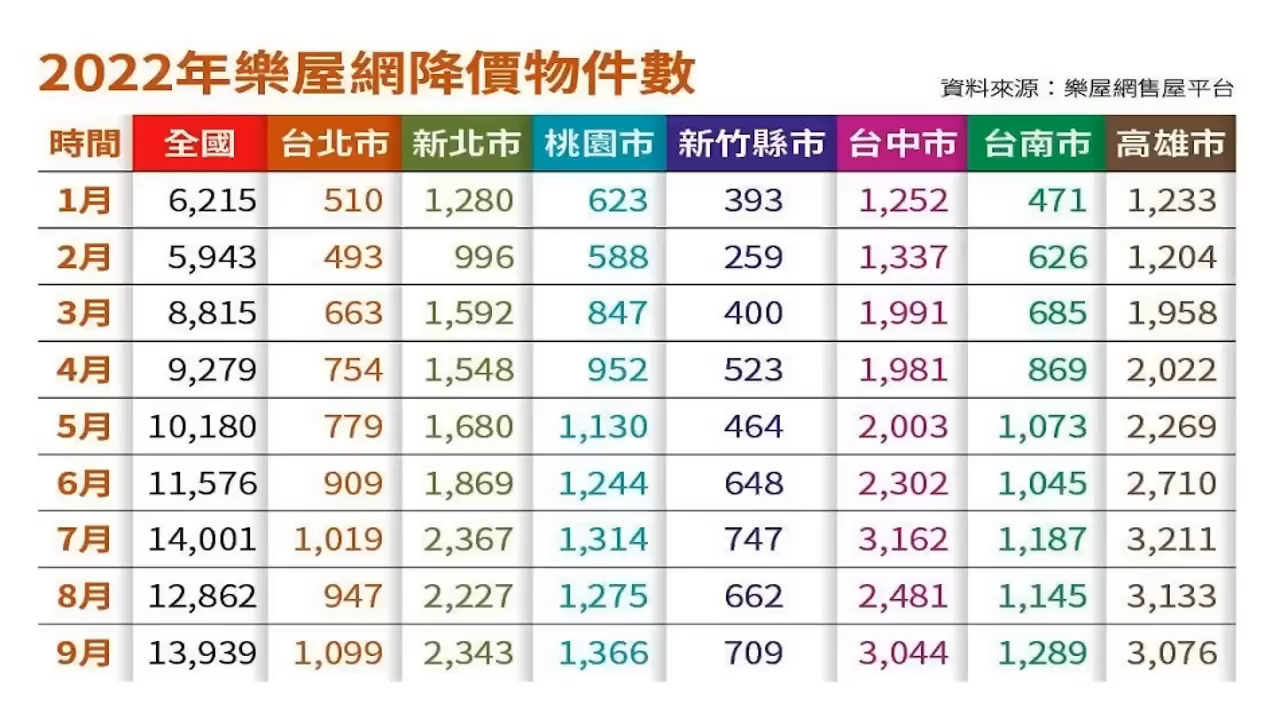 2022年樂屋網降價物件數
資料來源：樂屋網售屋平台
時間 全國 台北市 新北市 桃園市 新竹縣市 台中市 台南市 高雄市
1月 6,215 510 1,280 623 393 1,252 471 1,233
2月 5,943 493 996 588 259 1,337 626 1,204
3月 8,815 663 1,592 847 400 1,991 685 1,958
4月 9,279 754 1,548 952 523 1,981 869 2,022
5月 10,180 779 1,680 1,130 464 2,003 1,073 2,269
6月 11,576 909 1,869 1,244 648 2,302 1,045 2,710
7月 14,001 1,019 2,367 1,314 747 3,162 1,187 3,211
8月 12,862 947 2,227 1,275 662 2,481 1,145 3,133
9月 13,939 1,099 2,343 1,366 709 3,044 1,289 3,076